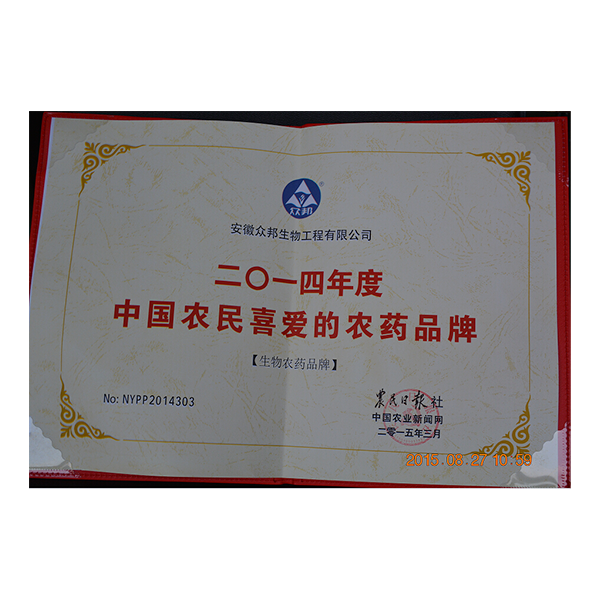 众邦
®
安徽众邦生物工程有限公司
二〇一四年度
中国农民喜爱的农药品牌
【生物农药品牌】
No: NYPP2014303
農民日报社
中国农业新闻网
二零一五年三月
2015.08.27 10:59